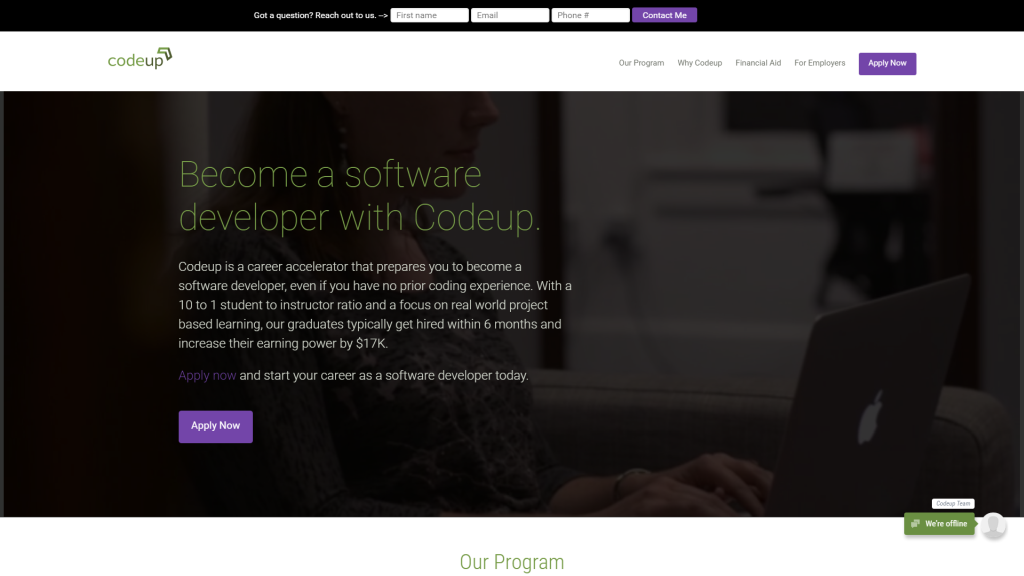 Got a question? Reach out to us. --> First name Email Phone # Contact Me
codeup
Our Program Why Codeup Financial Aid For Employers Apply Now
Become a software
developer with Codeup.
Codeup is a career accelerator that prepares you to become a
software developer, even if you have no prior coding experience. With a
10 to 1 student to instructor ratio and a focus on real world project
based learning, our graduates typically get hired within 6 months and
increase their earning power by $17K.
Apply now and start your career as a software developer today.
Apply Now
Codeup Team
We're offline
Our Program